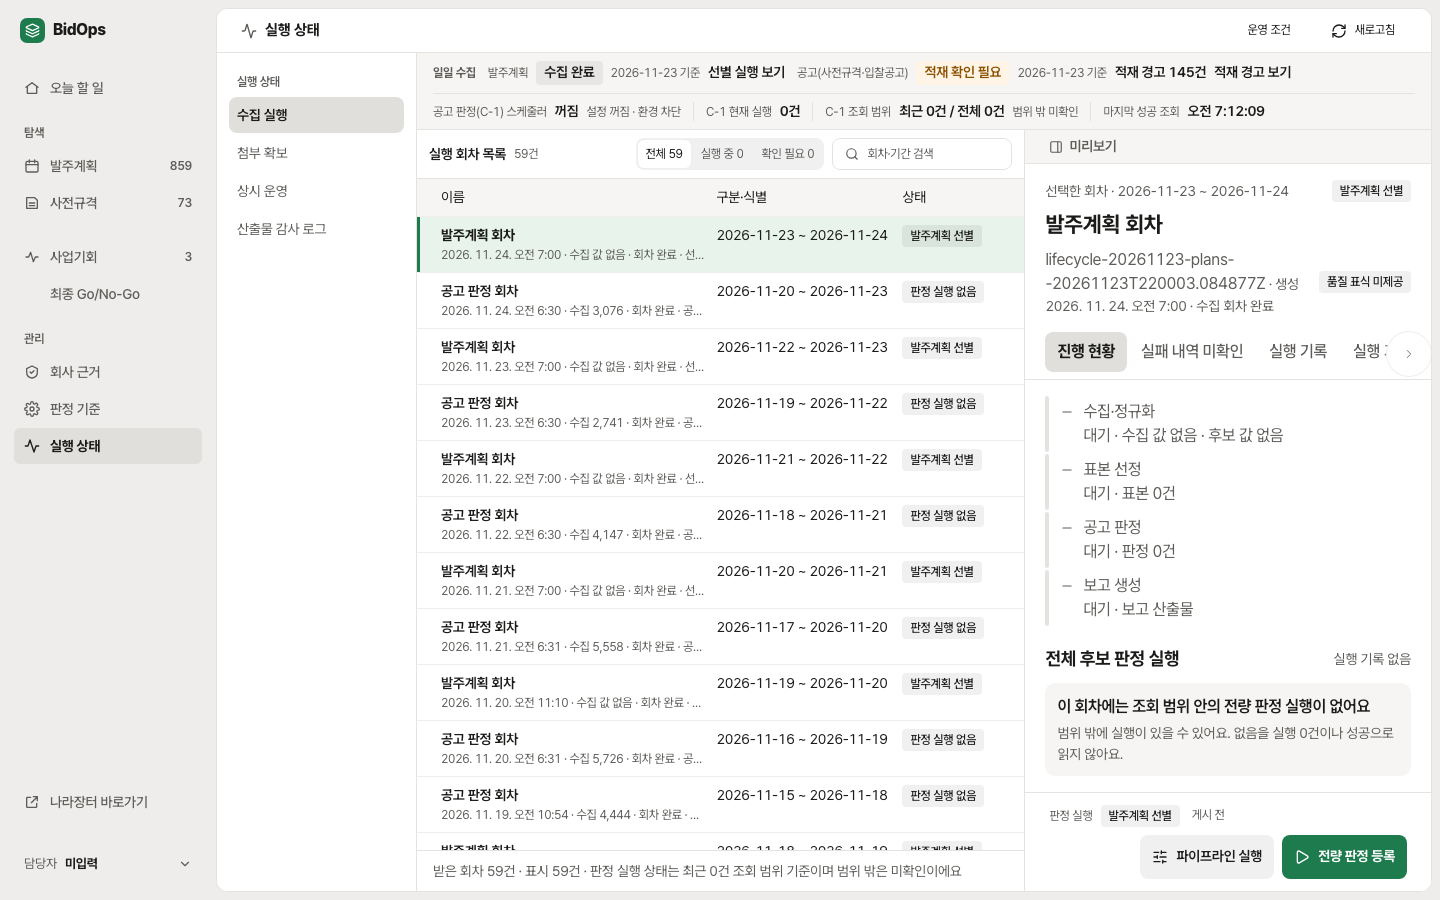 BidOps
오늘 할 일
탐색
발주계획 859
사전규격 73
사업기회 3
최종 Go/No-Go
관리
회사 근거
판정 기준
실행 상태
나라장터 바로가기
담당자 미입력
실행 상태
운영 조건 새로고침
실행 상태
수집 실행
첨부 확보
상시 운영
산출물 감사 로그
일일 수집 발주계획 수집 완료 2026-11-23 기준 선별 실행 보기 공고(사전규격·입찰공고) 적재 확인 필요 2026-11-23 기준 적재 경고 145건 적재 경고 보기
공고 판정(C-1) 스케줄러 꺼짐 설정 꺼짐 · 환경 차단 C-1 현재 실행 0건 C-1 조회 범위 최근 0건 / 전체 0건 범위 밖 미확인 마지막 성공 조회 오전 7:12:09
실행 회차 목록 59건 전체 59 실행 중 0 확인 필요 0 회차·기간 검색
이름 구분·식별 상태
발주계획 회차 2026-11-23 ~ 2026-11-24 발주계획 선별
2026. 11. 24. 오전 7:00 · 수집 값 없음 · 회차 완료 · 선...
공고 판정 회차 2026-11-20 ~ 2026-11-23 판정 실행 없음
2026. 11. 24. 오전 6:30 · 수집 3,076 · 회차 완료 · 공...
발주계획 회차 2026-11-22 ~ 2026-11-23 발주계획 선별
2026. 11. 23. 오전 7:00 · 수집 값 없음 · 회차 완료 · 선...
공고 판정 회차 2026-11-19 ~ 2026-11-22 판정 실행 없음
2026. 11. 23. 오전 6:30 · 수집 2,741 · 회차 완료 · 공...
발주계획 회차 2026-11-21 ~ 2026-11-22 발주계획 선별
2026. 11. 22. 오전 7:00 · 수집 값 없음 · 회차 완료 · 선...
공고 판정 회차 2026-11-18 ~ 2026-11-21 판정 실행 없음
2026. 11. 22. 오전 6:30 · 수집 4,147 · 회차 완료 · 공...
발주계획 회차 2026-11-20 ~ 2026-11-21 발주계획 선별
2026. 11. 21. 오전 7:00 · 수집 값 없음 · 회차 완료 · 선...
공고 판정 회차 2026-11-17 ~ 2026-11-20 판정 실행 없음
2026. 11. 21. 오전 6:31 · 수집 5,558 · 회차 완료 · 공...
발주계획 회차 2026-11-19 ~ 2026-11-20 발주계획 선별
2026. 11. 20. 오전 11:10 · 수집 값 없음 · 회차 완료 · ...
공고 판정 회차 2026-11-16 ~ 2026-11-19 판정 실행 없음
2026. 11. 20. 오전 6:31 · 수집 5,726 · 회차 완료 · 공...
공고 판정 회차 2026-11-15 ~ 2026-11-18 판정 실행 없음
2026. 11. 19. 오전 10:54 · 수집 4,444 · 회차 완료 · ...
발주계획 회차 2026-11-18 ~ 2026-11-19 발주계획 선별
받은 회차 59건 · 표시 59건 · 판정 실행 상태는 최근 0건 조회 범위 기준이며 범위 밖은 미확인이에요
미리보기
선택한 회차 · 2026-11-23 ~ 2026-11-24 발주계획 선별
발주계획 회차
lifecycle-20261123-plans-
-20261123T220003.084877Z · 생성 품질 표식 미제공
2026. 11. 24. 오전 7:00 · 수집 회차 완료
진행 현황 실패 내역 미확인 실행 기록 실행
수집·정규화
대기 · 수집 값 없음 · 후보 값 없음
표본 선정
대기 · 표본 0건
공고 판정
대기 · 판정 0건
보고 생성
대기 · 보고 산출물
전체 후보 판정 실행 실행 기록 없음
이 회차에는 조회 범위 안의 전량 판정 실행이 없어요
범위 밖에 실행이 있을 수 있어요. 없음을 실행 0건이나 성공으로
읽지 않아요.
판정 실행 발주계획 선별 게시 전
파이프라인 실행 전량 판정 등록